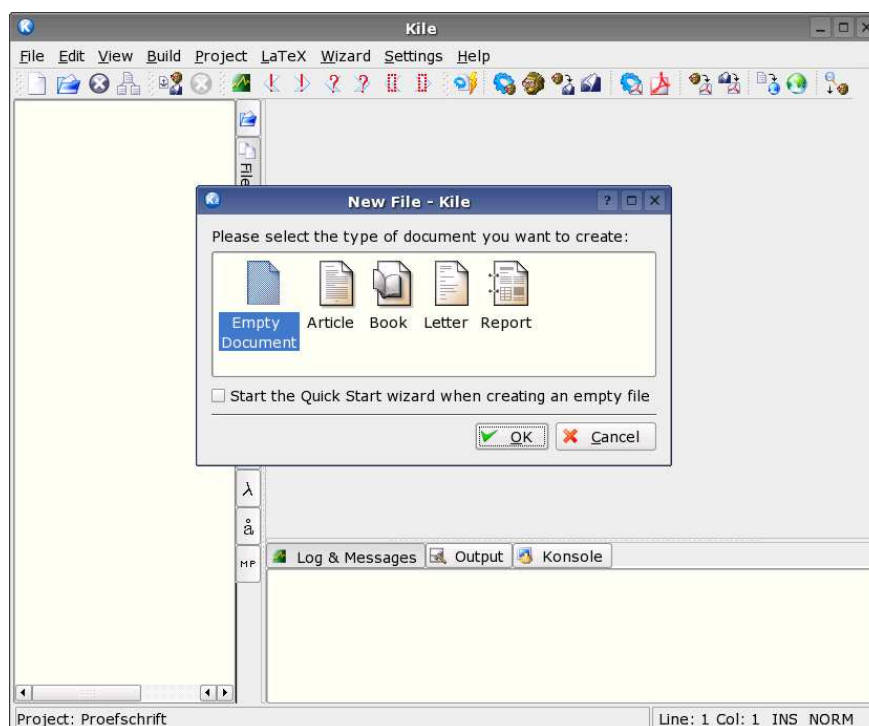 Kile
File Edit View Build Project LaTeX Wizard Settings Help
File
New File - Kile
Please select the type of document you want to create:
Empty Document Article Book Letter Report
Start the Quick Start wizard when creating an empty file
OK Cancel
λ
å
MP
Log & Messages Output Konsole
Project: Proefschrift Line: 1 Col: 1 INS NORM